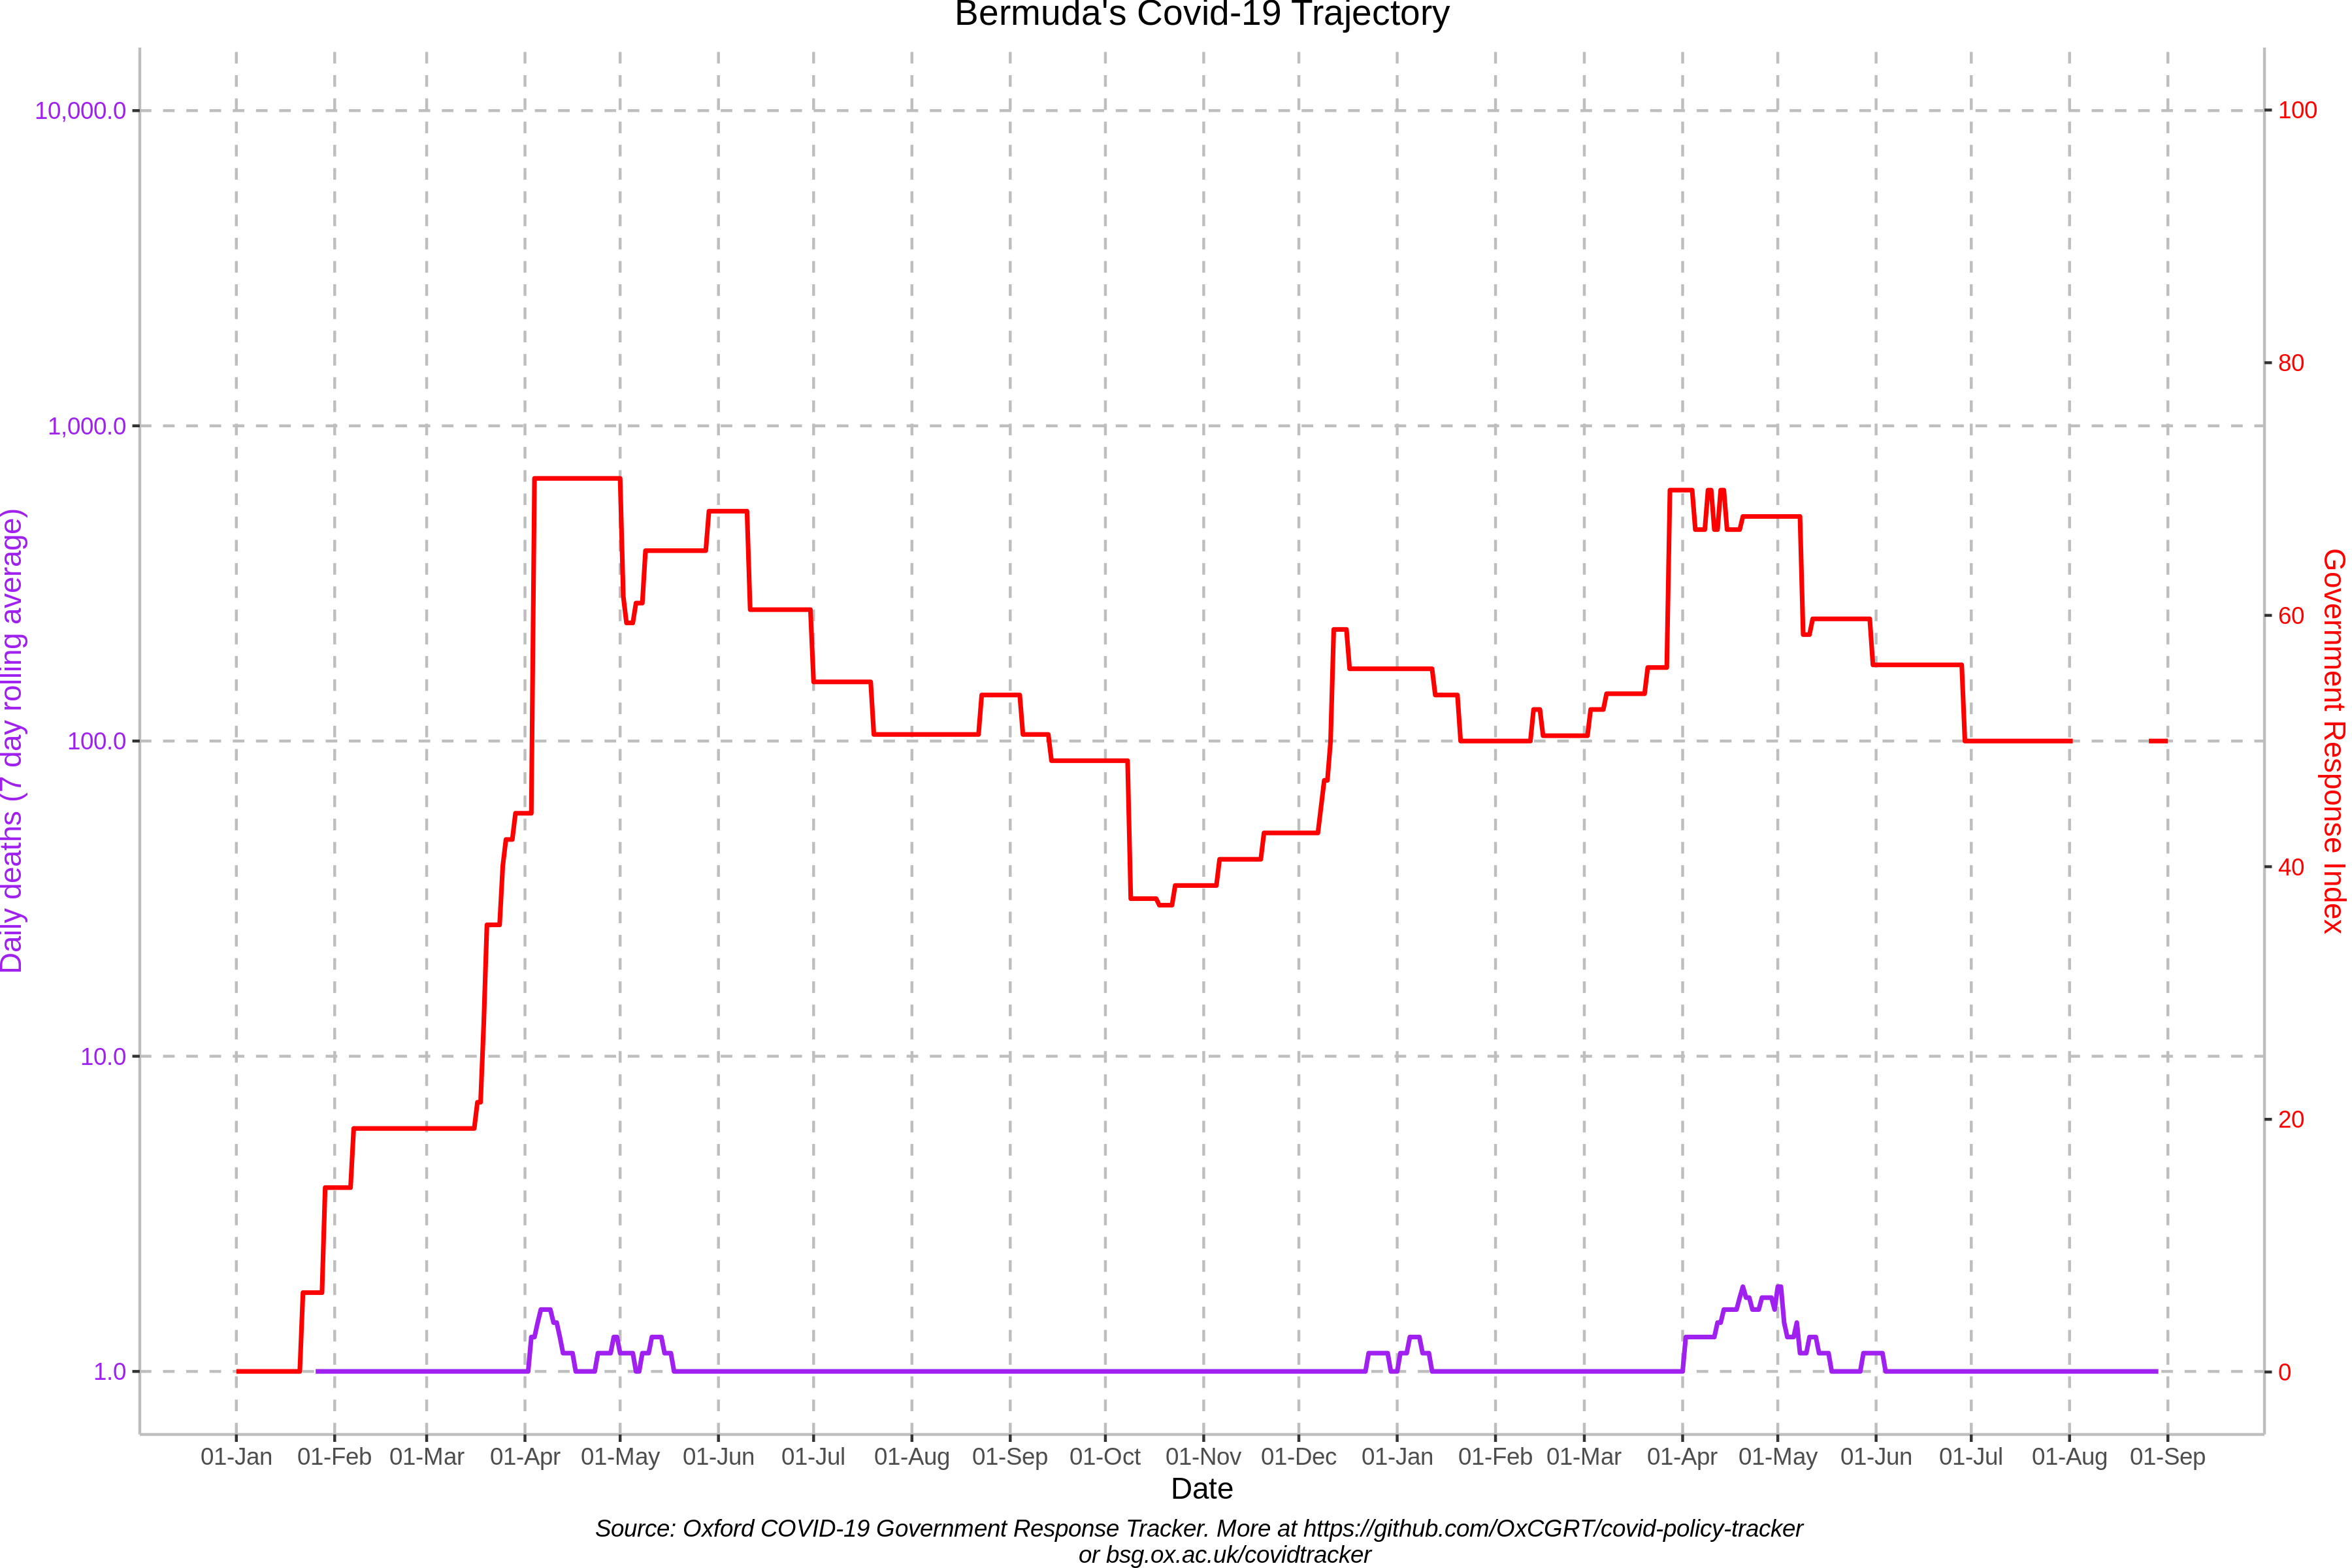 Bermuda's Covid-19 Trajectory
10,000.0
1,000.0
100.0
10.0
1.0
Daily deaths (7 day rolling average)
100
80
60
40
20
0
Government Response Index
01-Jan 01-Feb 01-Mar 01-Apr 01-May 01-Jun 01-Jul 01-Aug 01-Sep 01-Oct 01-Nov 01-Dec 01-Jan 01-Feb 01-Mar 01-Apr 01-May 01-Jun 01-Jul 01-Aug 01-Sep
Date
Source: Oxford COVID-19 Government Response Tracker. More at https://github.com/OxCGRT/covid-policy-tracker
or bsg.ox.ac.uk/covidtracker